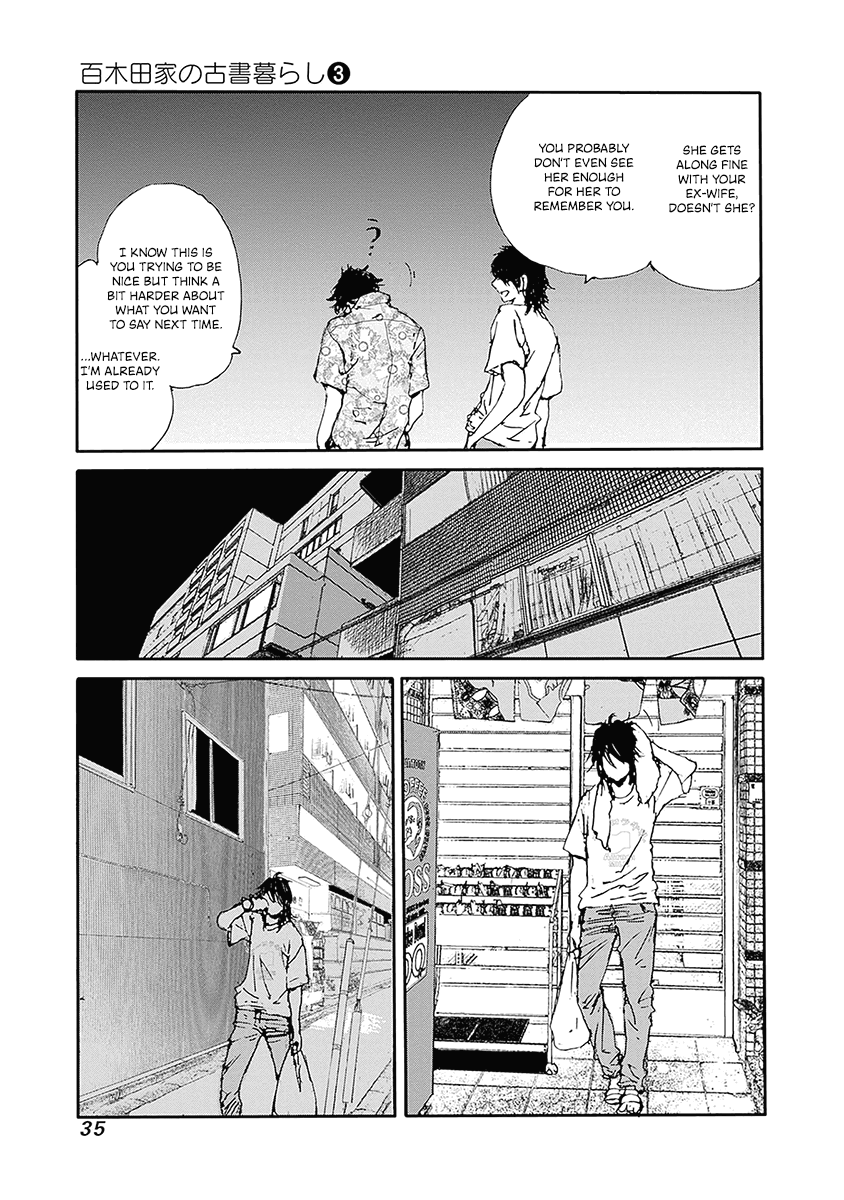 百木田家の古書暮らし❸
SHE GETS
ALONG FINE
WITH YOUR
EX-WIFE,
DOESN'T SHE?
YOU PROBABLY
DON'T EVEN SEE
HER ENOUGH
FOR HER TO
REMEMBER YOU.
?
I KNOW THIS IS
YOU TRYING TO BE
NICE BUT THINK A
BIT HARDER ABOUT
WHAT YOU WANT
TO SAY NEXT TIME.
...WHATEVER.
I'M ALREADY
USED TO IT.
35